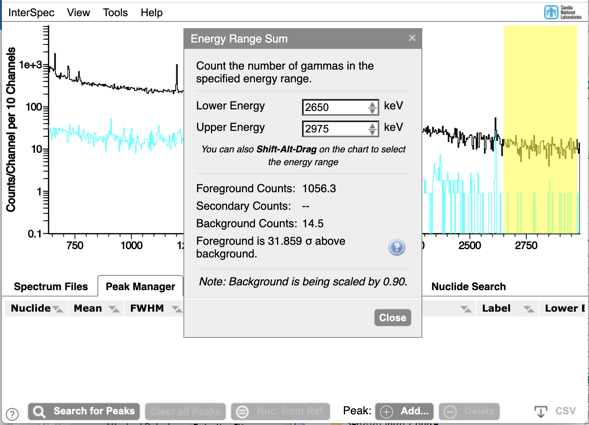 InterSpec View Tools Help
Sandia National Laboratories
Energy Range Sum ×
Count the number of gammas in the
specified energy range.
Lower Energy 2650 keV
Upper Energy 2975 keV
You can also Shift-Alt-Drag on the chart to select
the energy range
Foreground Counts: 1056.3
Secondary Counts: --
Background Counts: 14.5
Foreground is 31.859 σ above
background.
?
Note: Background is being scaled by 0.90.
Close
Counts/Channel per 10 Channels
1e+3
100
10
1
0.1
750 1000 2500 2750
Spectrum Files Peak Manager Nuclide Search
Nuclide Mean FWHM Label Lower E
? Search for Peaks Clear all Peaks Nuc. from Ref. Peak: Add... Delete CSV